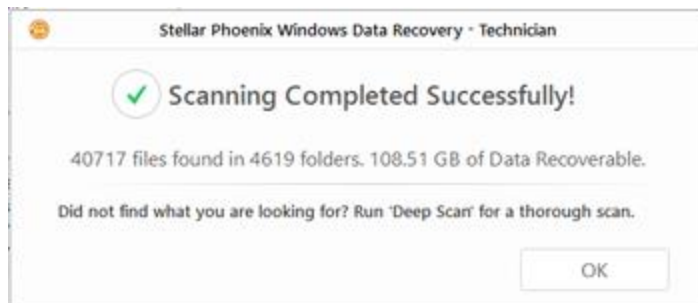 Stellar Phoenix Windows Data Recovery - Technician
Scanning Completed Successfully!
40717 files found in 4619 folders. 108.51 GB of Data Recoverable.
Did not find what you are looking for? Run 'Deep Scan' for a thorough scan.
OK